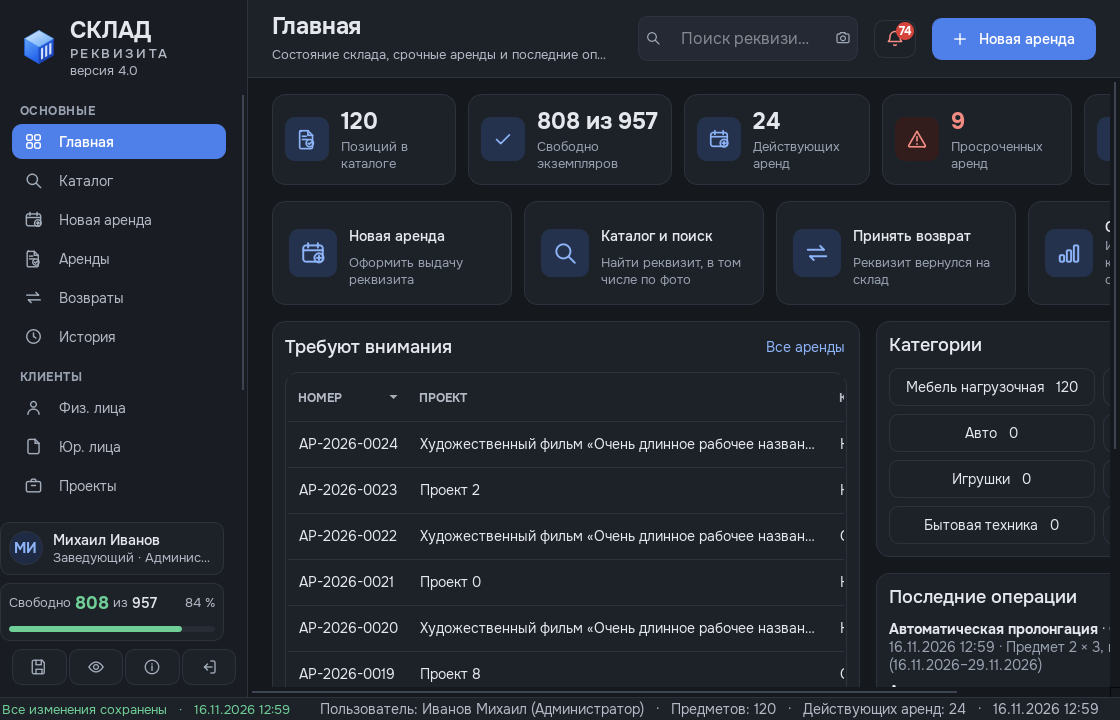 СКЛАД
РЕКВИЗИТА
версия 4.0
ОСНОВНЫЕ
Главная
Каталог
Новая аренда
Аренды
Возвраты
История
КЛИЕНТЫ
Физ. лица
Юр. лица
Проекты
МИ
Михаил Иванов
Заведующий · Админис...
Свободно 808 из 957 84 %
Главная
Состояние склада, срочные аренды и последние оп...
Поиск реквизи...
74
Новая аренда
120
Позиций в
каталоге
808 из 957
Свободно
экземпляров
24
Действующих
аренд
9
Просроченных
аренд
Новая аренда
Оформить выдачу
реквизита
Каталог и поиск
Найти реквизит, в том
числе по фото
Принять возврат
Реквизит вернулся на
склад
Требуют внимания
Все аренды
НОМЕР ПРОЕКТ
АР-2026-0024 Художественный фильм «Очень длинное рабочее назван...
АР-2026-0023 Проект 2
АР-2026-0022 Художественный фильм «Очень длинное рабочее назван...
АР-2026-0021 Проект 0
АР-2026-0020 Художественный фильм «Очень длинное рабочее назван...
АР-2026-0019 Проект 8
Категории
Мебель нагрузочная 120
Авто 0
Игрушки 0
Бытовая техника 0
Последние операции
Автоматическая пролонгация ·
16.11.2026 12:59 · Предмет 2 × 3,
(16.11.2026–29.11.2026)
Все изменения сохранены · 16.11.2026 12:59
Пользователь: Иванов Михаил (Администратор) · Предметов: 120 · Действующих аренд: 24 · 16.11.2026 12:59